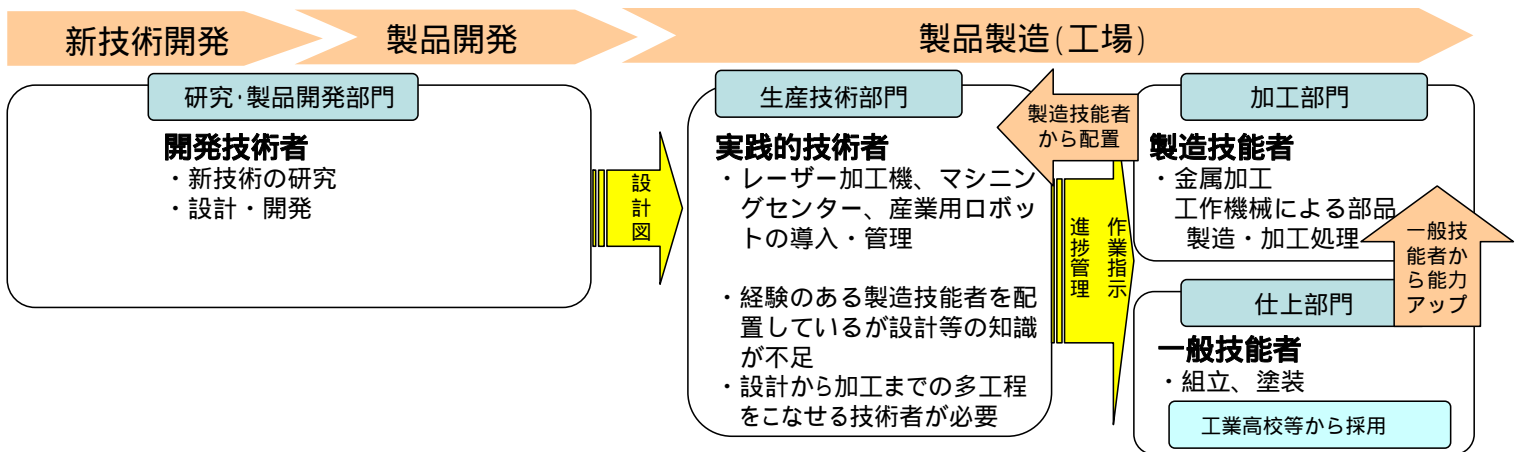 新技術開発
製品開発
製品製造(工場)
研究・製品開発部門
開発技術者
・新技術の研究
・設計・開発
設計図
生産技術部門
実践的技術者
・レーザー加工機、マシニン
グセンター、産業用ロボッ
トの導入・管理
・経験のある製造技能者を配
置しているが設計等の知識
が不足
・設計から加工までの多工程
をこなせる技術者が必要
製造技能者
から配置
作業指示
進捗管理
加工部門
製造技能者
・金属加工
工作機械による部品
製造・加工処理
一般技
能者か
ら能力
アップ
仕上部門
一般技能者
・組立、塗装
工業高校等から採用